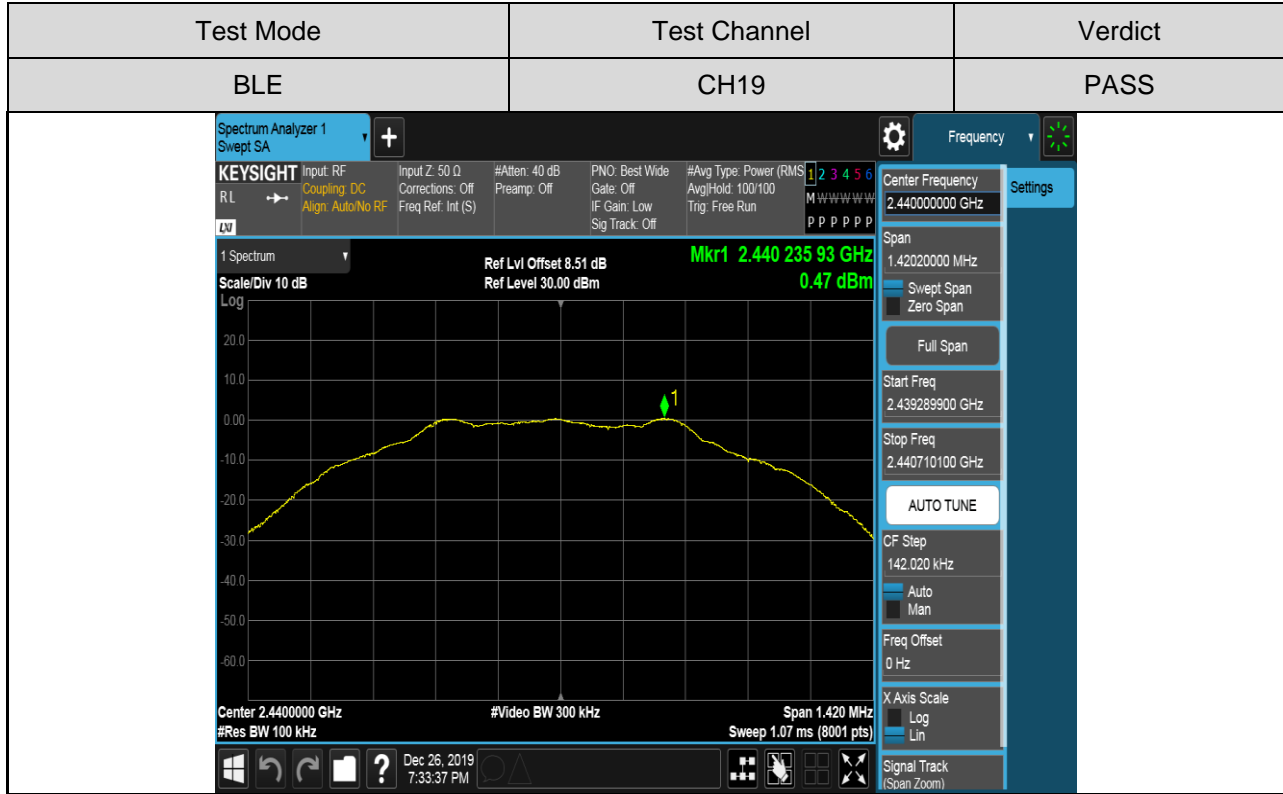 Test Mode Test Channel Verdict
BLE CH19 PASS
Spectrum Analyzer 1
Swept SA
+
Frequency
KEYSIGHT
RL
LXI
Input: RF
Coupling: DC
Align: Auto/No RF
Input Z: 50 Ω
Corrections: Off
Freq Ref: Int (S)
#Atten: 40 dB
Preamp: Off
PNO: Best Wide
Gate: Off
IF Gain: Low
Sig Track: Off
#Avg Type: Power (RMS
Avg|Hold: 100/100
Trig: Free Run
1 2 3 4 5 6
M W W W W W
P P P P P P
1 Spectrum
Scale/Div 10 dB
Log
Ref Lvl Offset 8.51 dB
Ref Level 30.00 dBm
Mkr1 2.440 235 93 GHz
0.47 dBm
20.0
10.0
0.00
-10.0
-20.0
-30.0
-40.0
-50.0
-60.0
1
Center 2.4400000 GHz
#Res BW 100 kHz
#Video BW 300 kHz
Span 1.420 MHz
Sweep 1.07 ms (8001 pts)
Center Frequency
2.440000000 GHz
Settings
Span
1.42020000 MHz
Swept Span
Zero Span
Full Span
Start Freq
2.439289900 GHz
Stop Freq
2.440710100 GHz
AUTO TUNE
CF Step
142.020 kHz
Auto
Man
Freq Offset
0 Hz
X Axis Scale
Log
Lin
Signal Track
(Span Zoom)
?
Dec 26, 2019
7:33:37 PM